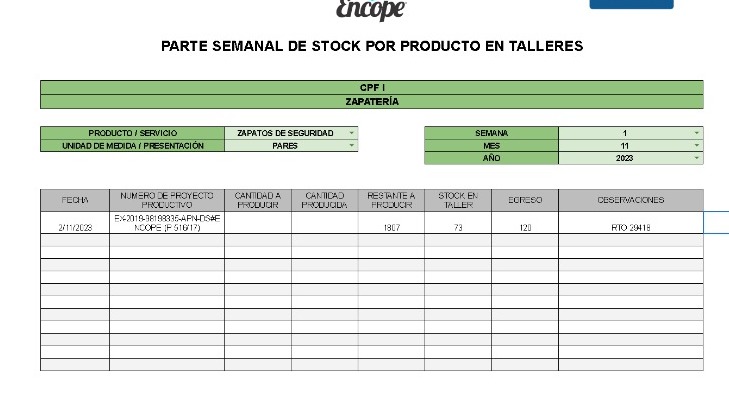 Encope
PARTE SEMANAL DE STOCK POR PRODUCTO EN TALLERES
CPF I
ZAPATERÍA
PRODUCTO / SERVICIO ZAPATOS DE SEGURIDAD SEMANA 1
UNIDAD DE MEDIDA / PRESENTACIÓN PARES MES 11
AÑO 2023
FECHA NUMERO DE PROYECTO PRODUCTIVO CANTIDAD A PRODUCIR CANTIDAD PRODUCIDA RESTANTE A PRODUCIR STOCK EN TALLER EGRESO OBSERVACIONES
2/11/2023 EX-2019-98198335-APN-DS#E NCOPE (P 516/17) 1807 73 120 RTO 29418